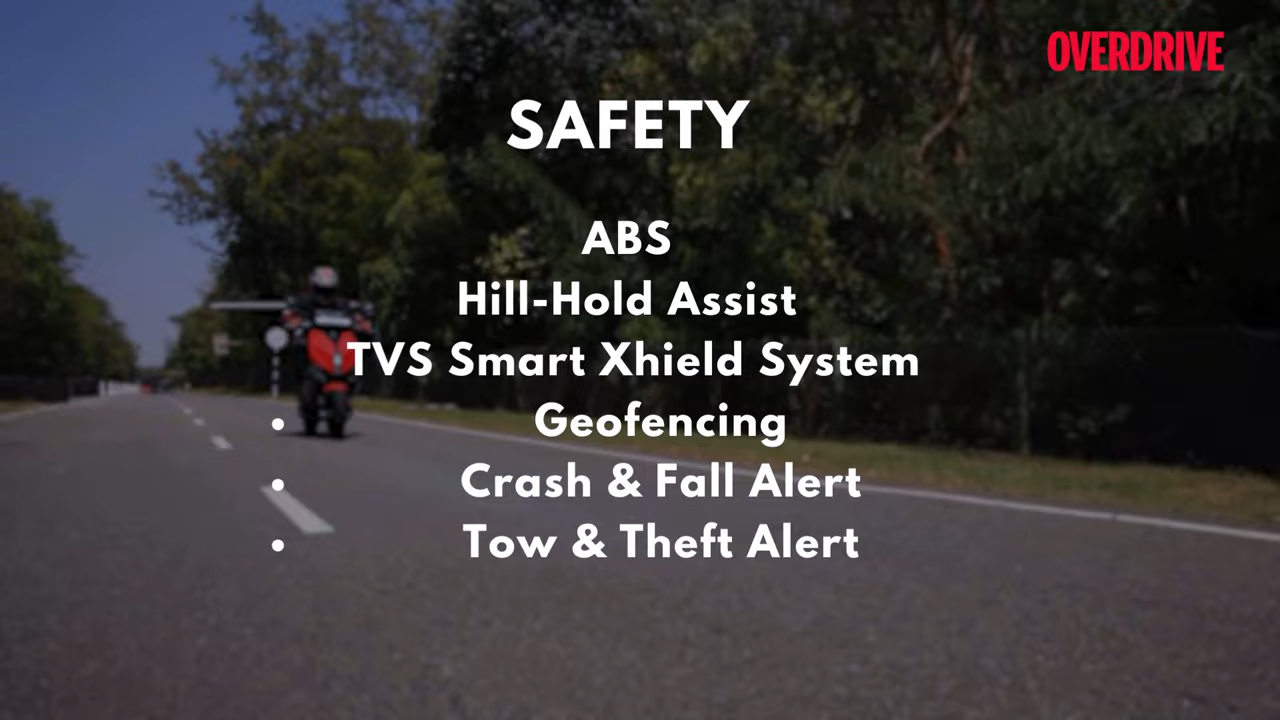 OVERDRIVE
SAFETY
ABS
Hill-Hold Assist
TVS Smart Xhield System
• Geofencing
• Crash & Fall Alert
• Tow & Theft Alert